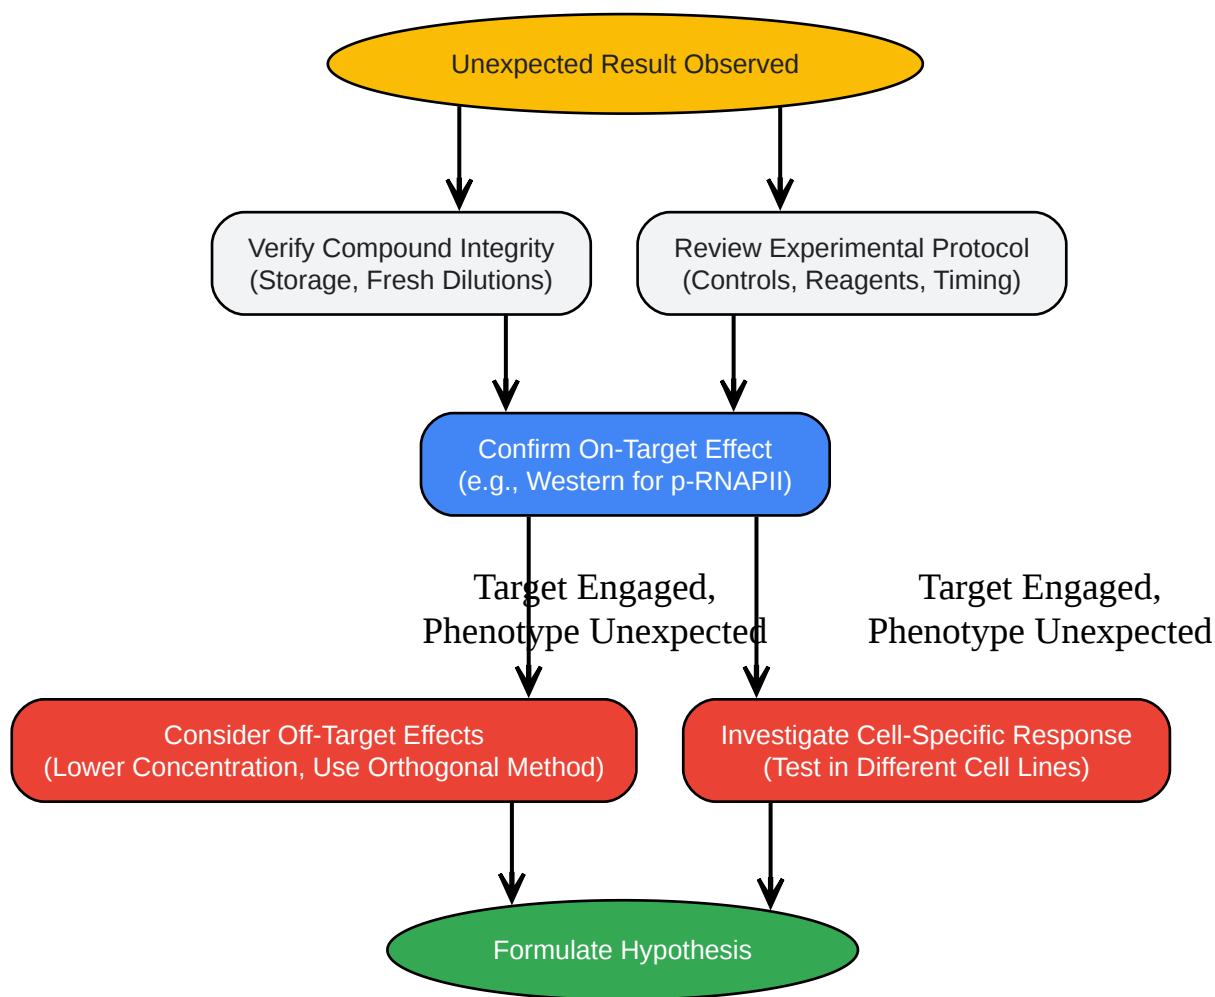 Unexpected Result Observed
Verify Compound Integrity
(Storage, Fresh Dilutions)
Review Experimental Protocol
(Controls, Reagents, Timing)
Confirm On-Target Effect
(e.g., Western for p-RNAPII)
Target Engaged,
Phenotype Unexpected
Target Engaged,
Phenotype Unexpected
Consider Off-Target Effects
(Lower Concentration, Use Orthogonal Method)
Investigate Cell-Specific Response
(Test in Different Cell Lines)
Formulate Hypothesis